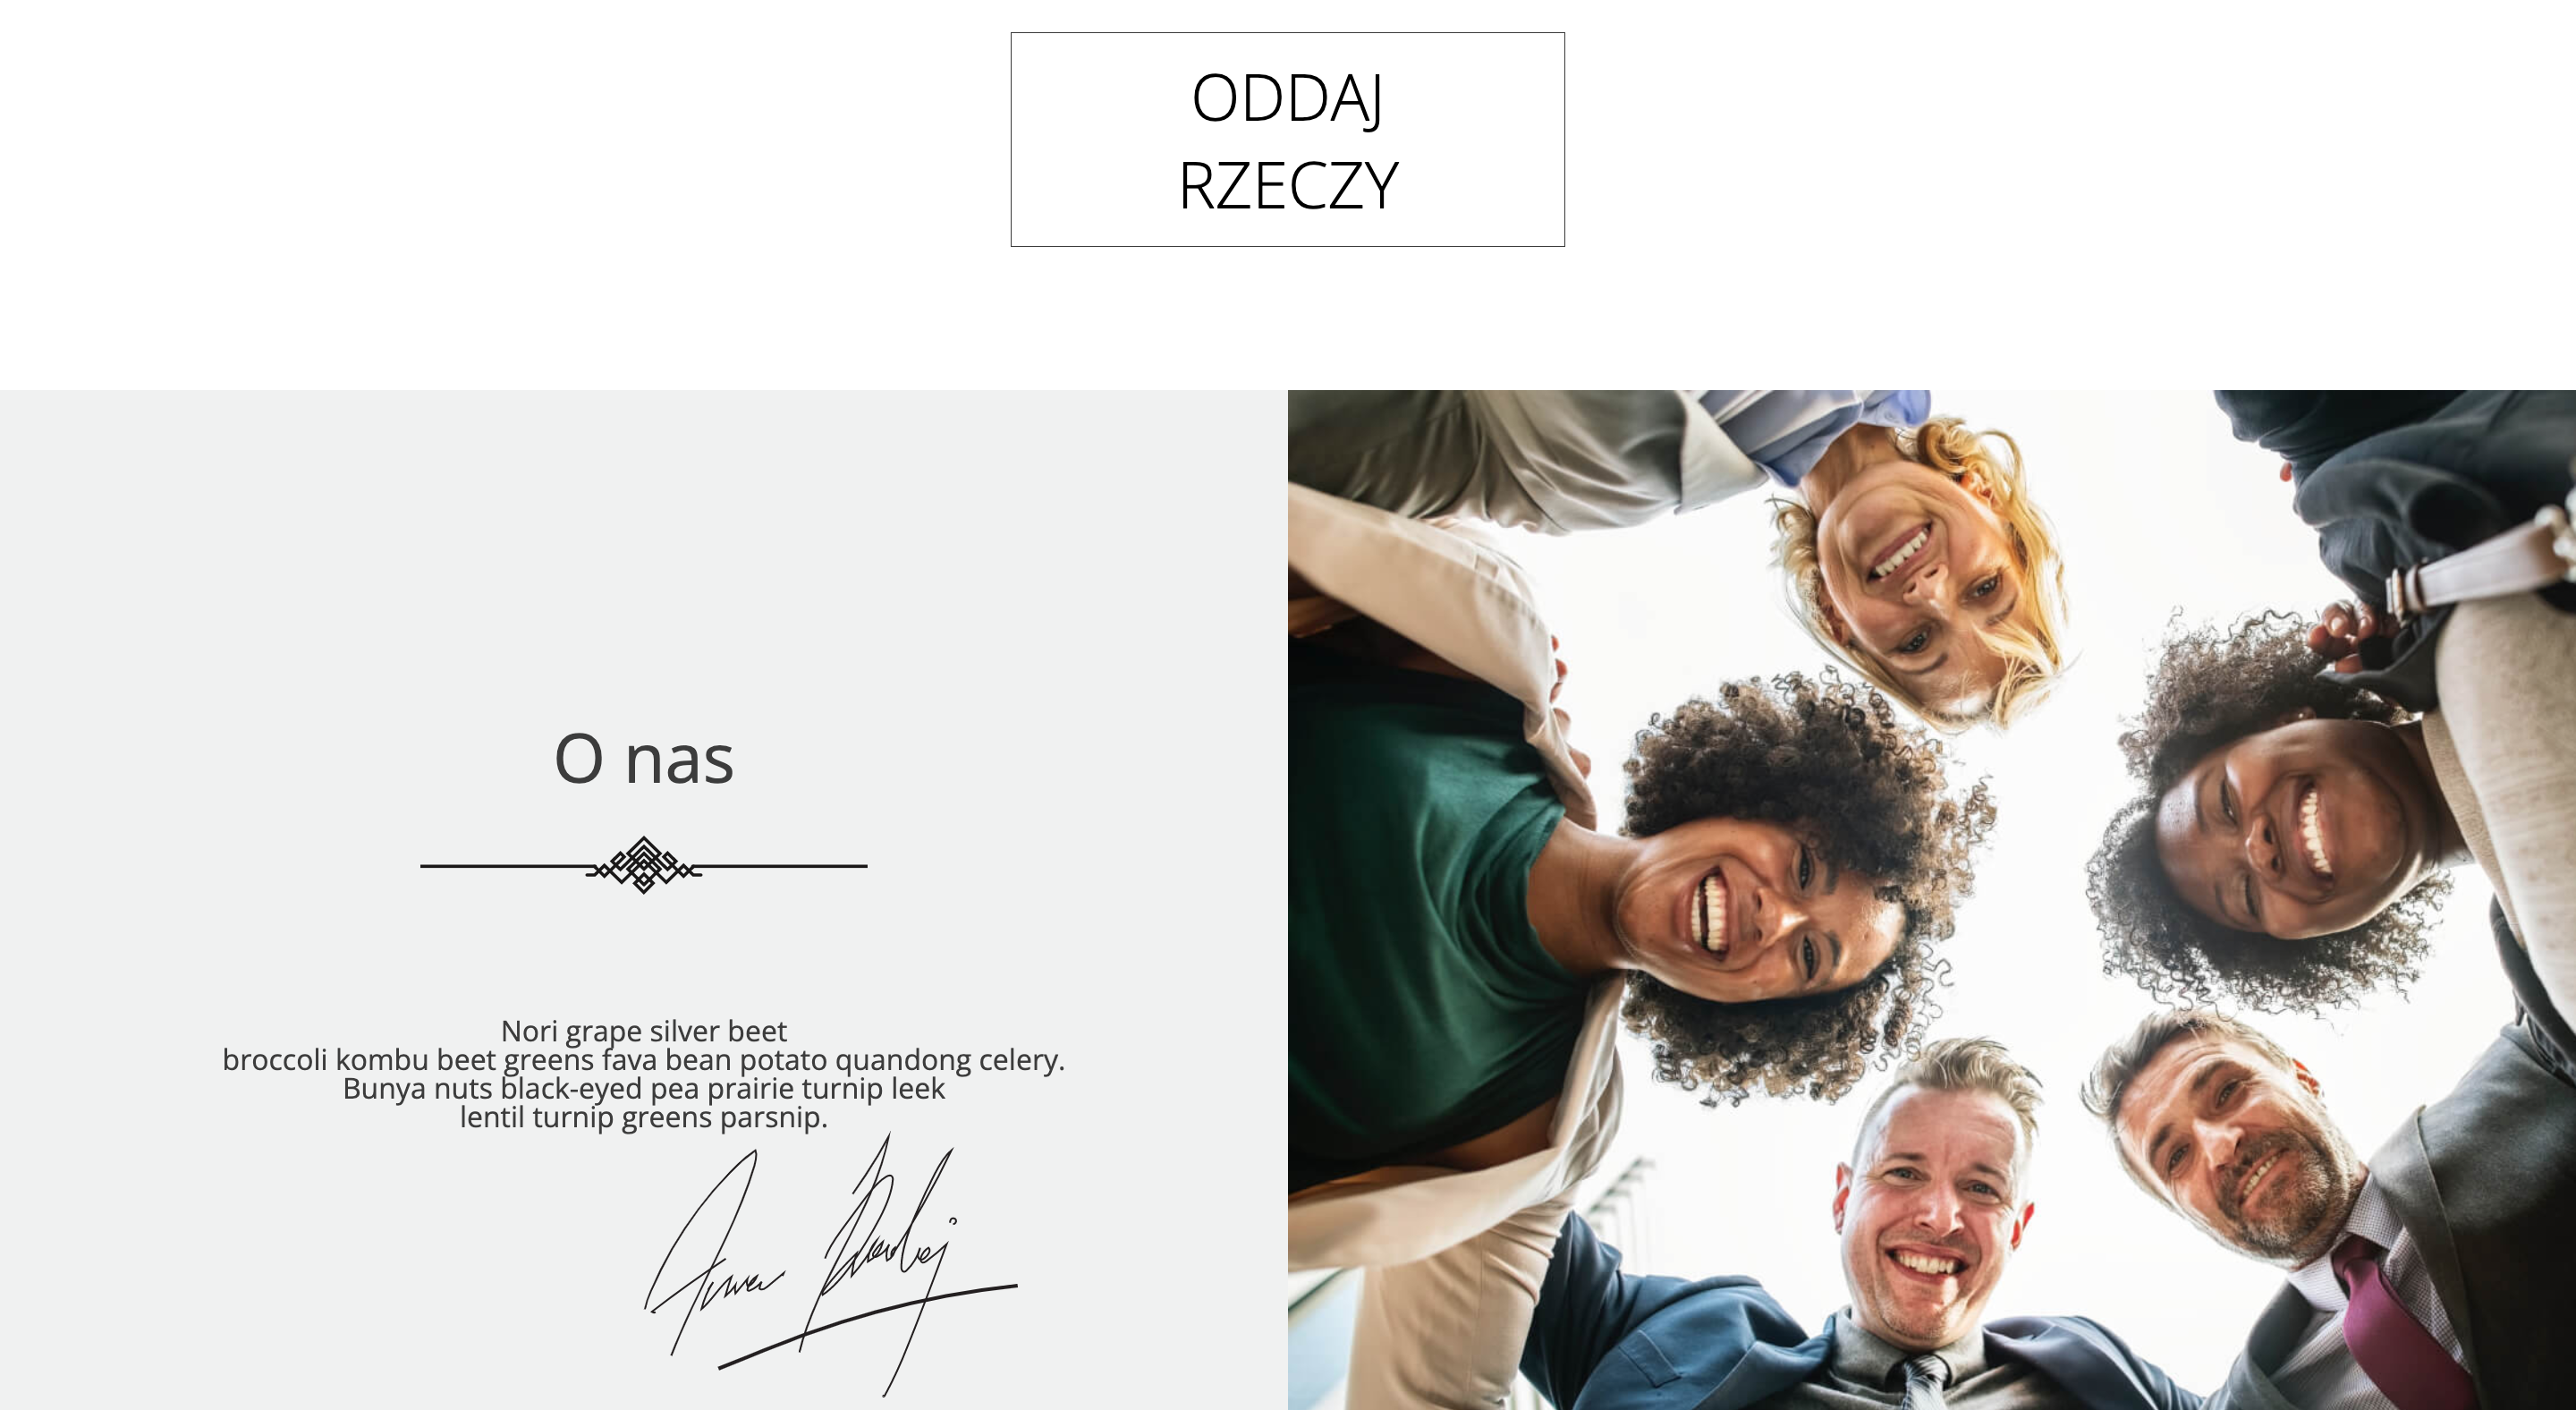 ODDAJ
RZECZY
O nas
Nori grape silver beet
broccoli kombu beet greens fava bean potato quandong celery.
Bunya nuts black-eyed pea prairie turnip leek
lentil turnip greens parsnip.